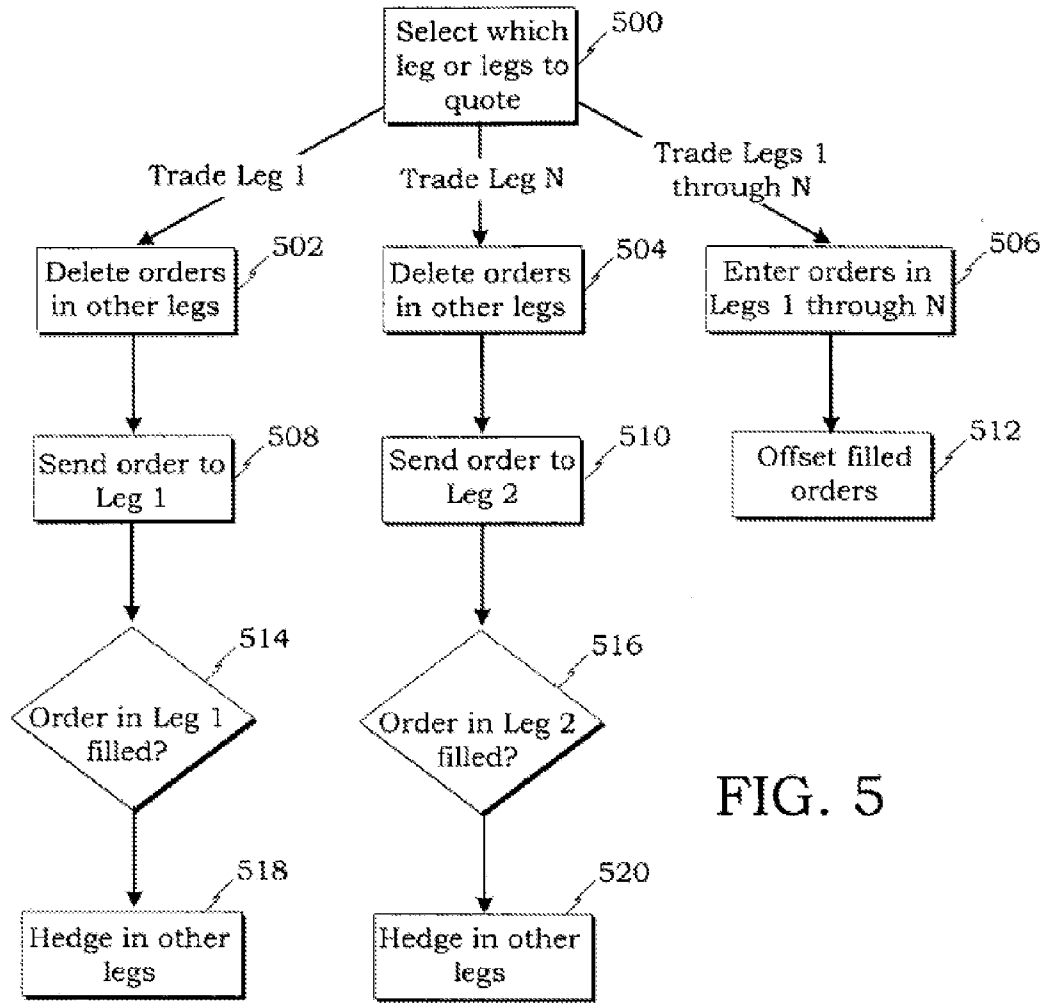 Select which
leg or legs to
quote
500
Trade Leg 1
Trade Leg N
Trade Legs 1
through N
Delete orders
in other legs
502
Delete orders
in other legs
504
Enter orders in
Legs 1 through N
506
Send order to
Leg 1
508
Send order to
Leg 2
510
Offset filled
orders
512
Order in Leg 1
filled?
514
Order in Leg 2
filled?
516
FIG. 5
Hedge in other
legs
518
Hedge in other
legs
520